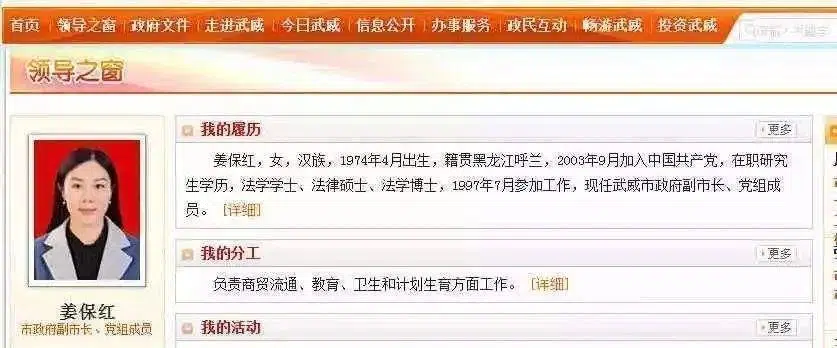 首页 领导之窗 政府文件 走进武威 今日武威 信息公开 办事服务 政民互动 畅游武威 投资武威
领导之窗
我的履历 更多
姜保红，女，汉族，1974年4月出生，籍贯黑龙江呼兰，2003年9月加入中国共产党，在职研究
生学历，法学学士、法律硕士、法学博士，1997年7月参加工作，现任武威市政府副市长、党组成
员。 [详细]
我的分工 更多
负责商贸流通、教育、卫生和计划生育方面工作。 [详细]
姜保红
市政府副市长、党组成员
我的活动 更多